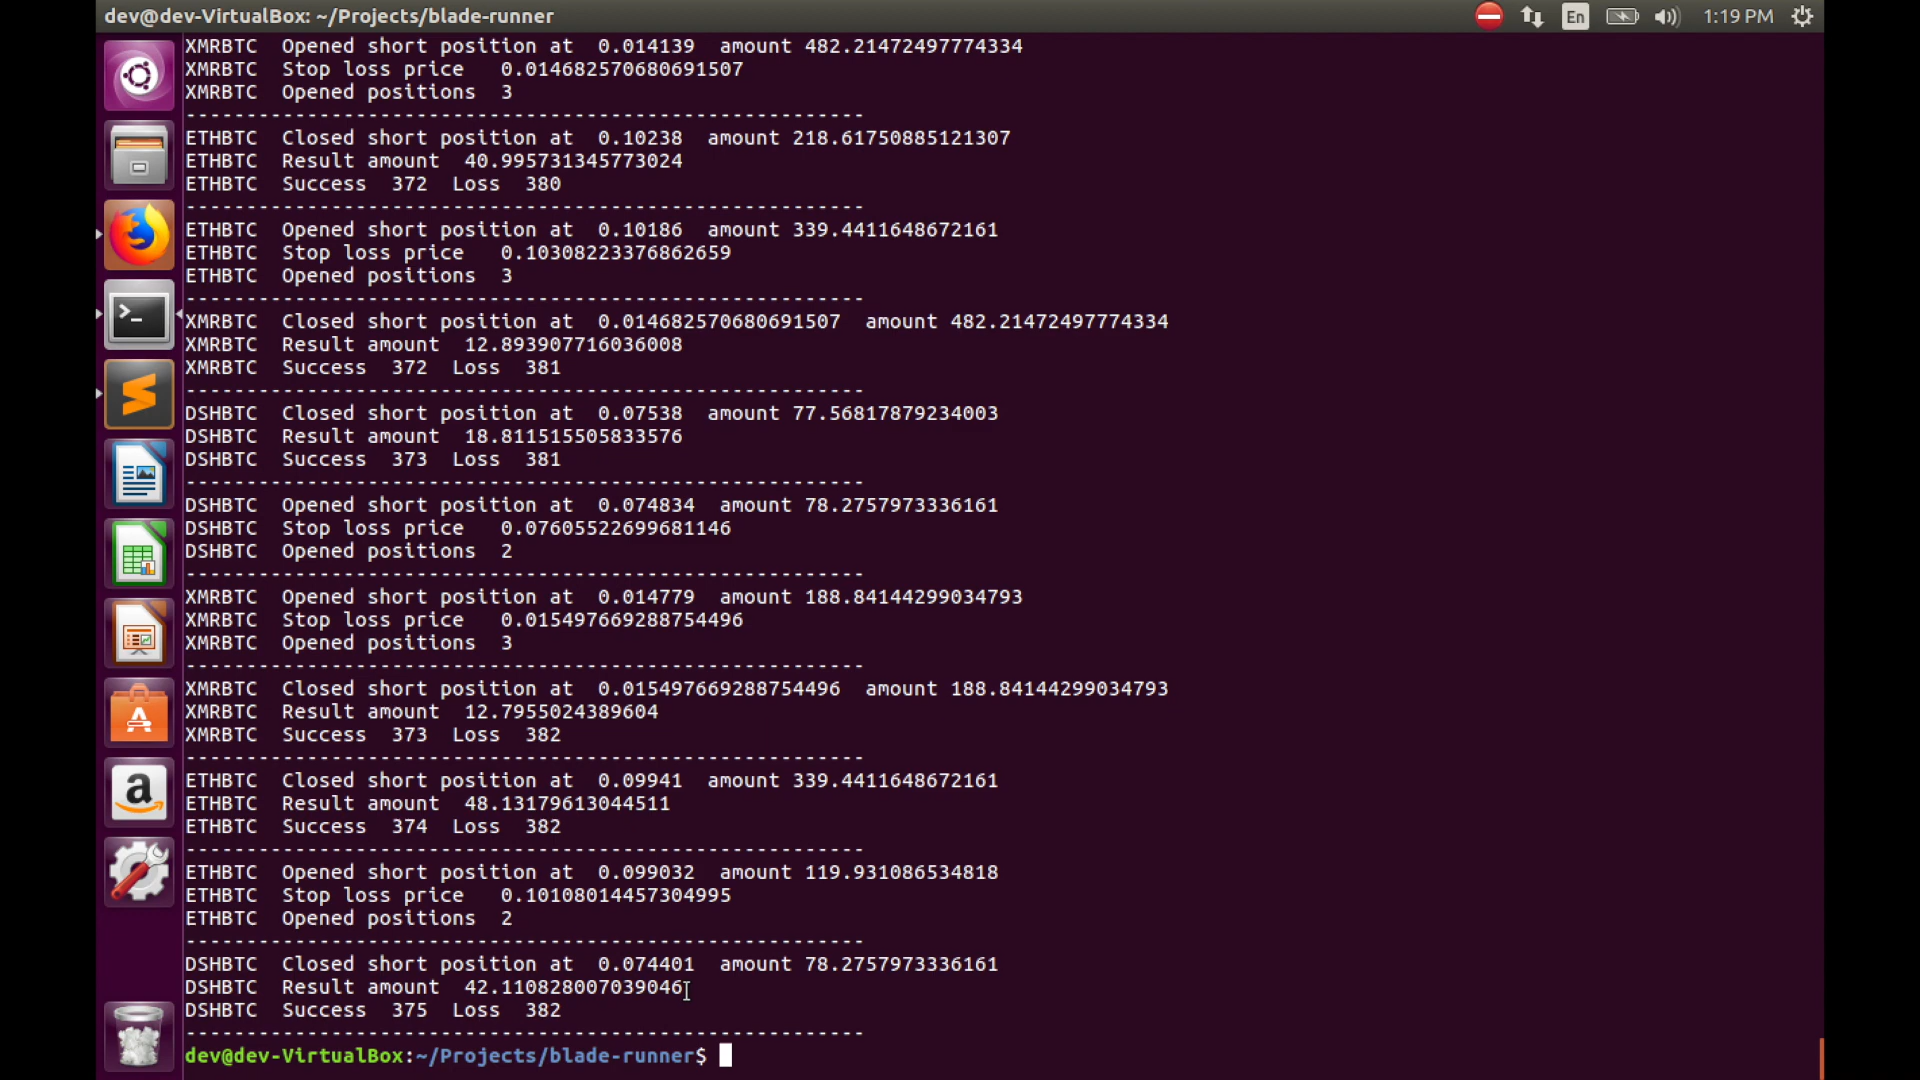 dev@dev-VirtualBox: ~/Projects/blade-runner
En
1:19 PM
XMRBTC  Opened short position at  0.014139  amount 482.21472497774334
XMRBTC  Stop loss price   0.014682570680691507
XMRBTC  Opened positions  3
--------------------------------------------------------
ETHBTC  Closed short position at  0.10238  amount 218.61750885121307
ETHBTC  Result amount  40.995731345773024
ETHBTC  Success  372  Loss  380
--------------------------------------------------------
ETHBTC  Opened short position at  0.10186  amount 339.4411648672161
ETHBTC  Stop loss price   0.10308223376862659
ETHBTC  Opened positions  3
--------------------------------------------------------
XMRBTC  Closed short position at  0.014682570680691507  amount 482.21472497774334
XMRBTC  Result amount  12.893907716036008
XMRBTC  Success  372  Loss  381
--------------------------------------------------------
DSHBTC  Closed short position at  0.07538  amount 77.56817879234003
DSHBTC  Result amount  18.811515505833576
DSHBTC  Success  373  Loss  381
--------------------------------------------------------
DSHBTC  Opened short position at  0.074834  amount 78.2757973336161
DSHBTC  Stop loss price   0.07605522699681146
DSHBTC  Opened positions  2
--------------------------------------------------------
XMRBTC  Opened short position at  0.014779  amount 188.84144299034793
XMRBTC  Stop loss price   0.015497669288754496
XMRBTC  Opened positions  3
--------------------------------------------------------
XMRBTC  Closed short position at  0.015497669288754496  amount 188.84144299034793
XMRBTC  Result amount  12.7955024389604
XMRBTC  Success  373  Loss  382
--------------------------------------------------------
ETHBTC  Closed short position at  0.09941  amount 339.4411648672161
ETHBTC  Result amount  48.13179613044511
ETHBTC  Success  374  Loss  382
--------------------------------------------------------
ETHBTC  Opened short position at  0.099032  amount 119.931086534818
ETHBTC  Stop loss price   0.10108014457304995
ETHBTC  Opened positions  2
--------------------------------------------------------
DSHBTC  Closed short position at  0.074401  amount 78.2757973336161
DSHBTC  Result amount  42.110828007039046
DSHBTC  Success  375  Loss  382
--------------------------------------------------------
dev@dev-VirtualBox:~/Projects/blade-runner$